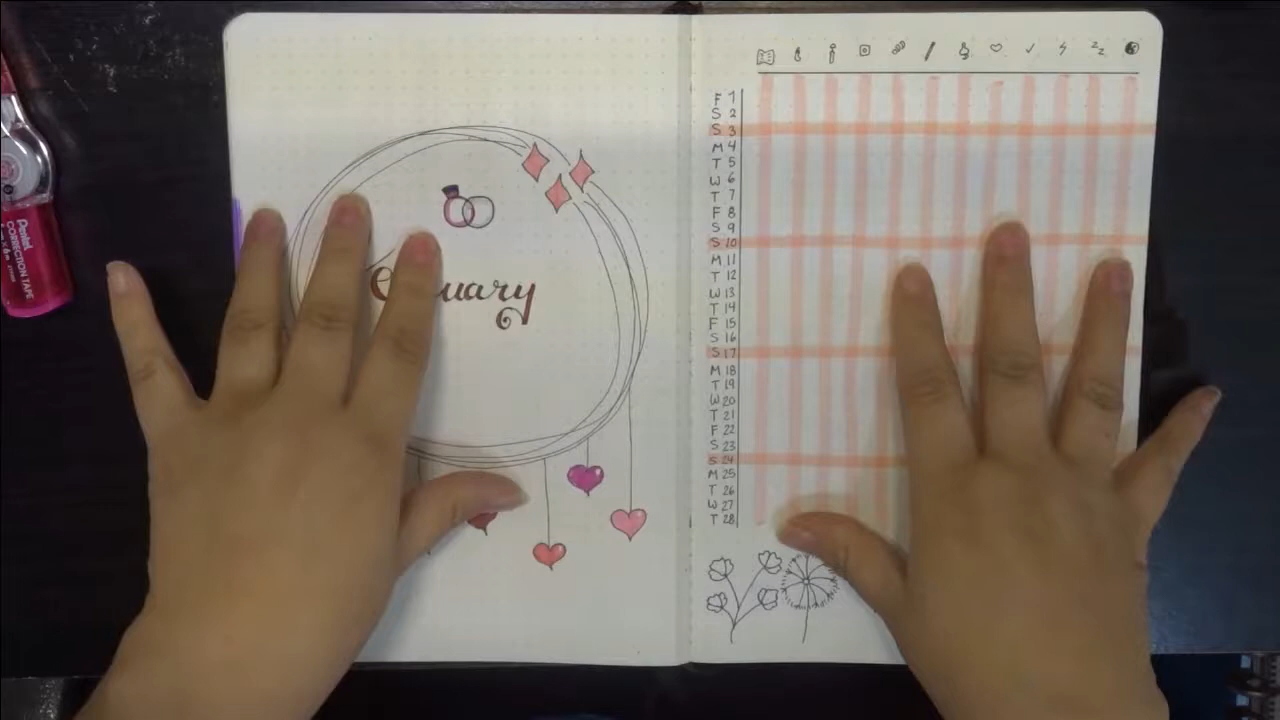 Pentel
CORRECTION TAPE
uary
F 1
S 2
S 3
M 4
T 5
W 6
T 7
F 8
S 9
S 10
M 11
T 12
W 13
T 14
F 15
S 16
S 17
M 18
T 19
W 20
T 21
F 22
S 23
S 24
M 25
T 26
W 27
T 28